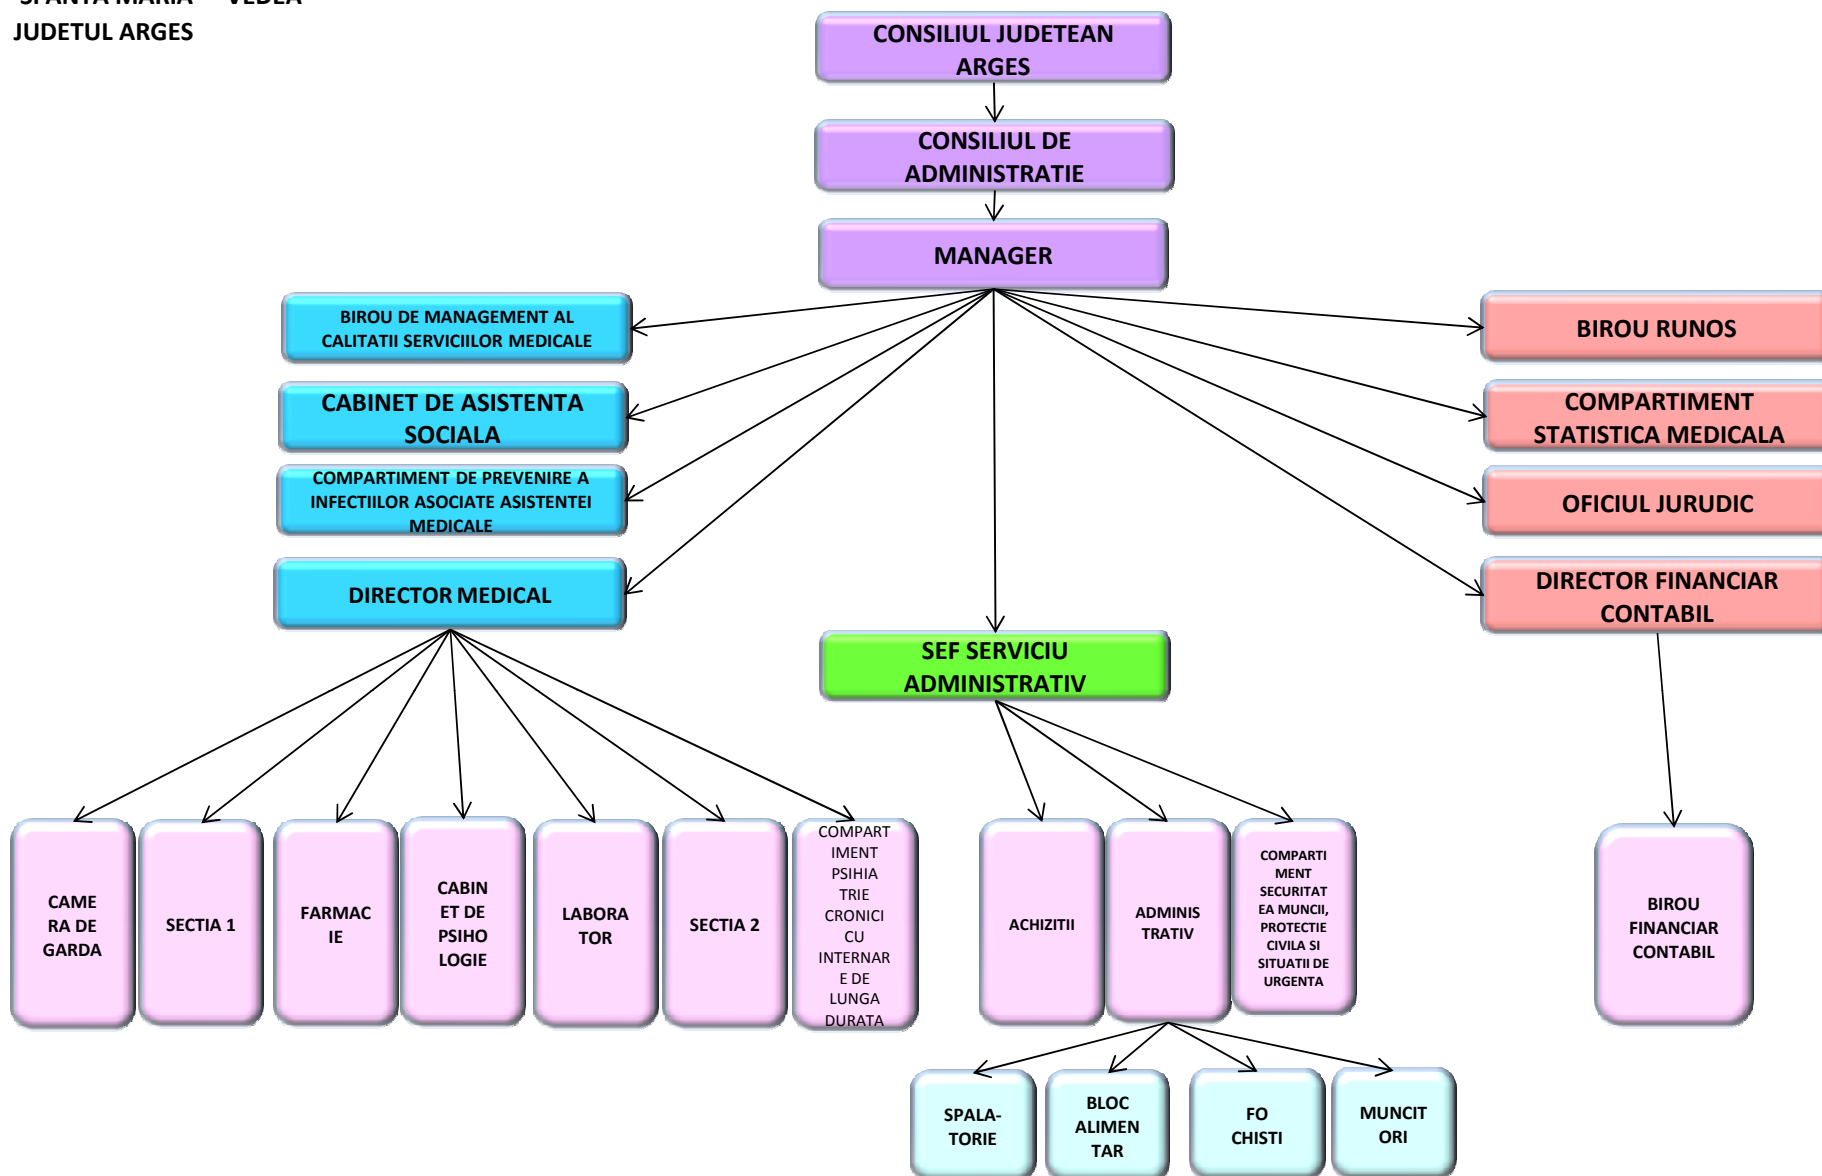 "SFANTA MARIA" VEDEA
JUDETUL ARGES
CONSILIUL JUDETEAN
ARGES
CONSILIUL DE
ADMINISTRATIE
MANAGER
BIROU DE MANAGEMENT AL
CALITATII SERVICIILOR MEDICALE
BIROU RUNOS
CABINET DE ASISTENTA
SOCIALA
COMPARTIMENT
STATISTICA MEDICALA
COMPARTIMENT DE PREVENIRE A
INFECTIILOR ASOCIATE ASISTENTEI
MEDICALE
OFICIUL JURUDIC
DIRECTOR MEDICAL
DIRECTOR FINANCIAR
CONTABIL
SEF SERVICIU
ADMINISTRATIV
CAME
RA DE
GARDA
SECTIA 1
FARMAC
IE
CABIN
ET DE
PSIHO
LOGIE
LABORA
TOR
SECTIA 2
COMPART
IMENT
PSIHIA
TRIE
CRONICI
CU
INTERNAR
E DE
LUNGA
DURATA
ACHIZITII
ADMINIS
TRATIV
COMPARTI
MENT
SECURITAT
EA MUNCII,
PROTECTIE
CIVILA SI
SITUATII DE
URGENTA
BIROU
FINANCIAR
CONTABIL
SPALA-
TORIE
BLOC
ALIMEN
TAR
FO
CHISTI
MUNCIT
ORI